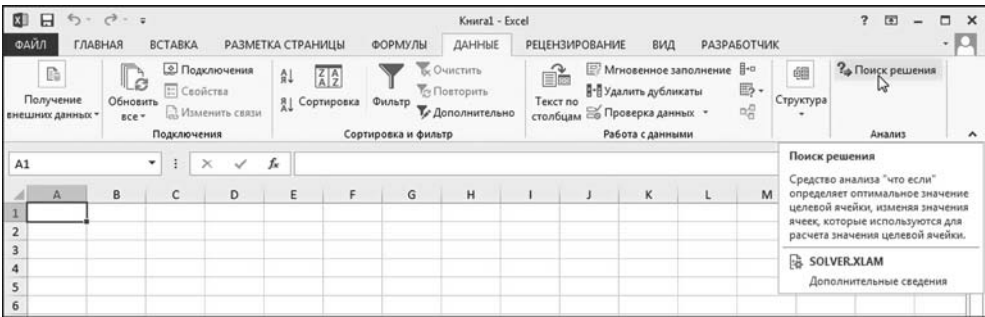 Книга1 - Excel
?
ФАЙЛ ГЛАВНАЯ ВСТАВКА РАЗМЕТКА СТРАНИЦЫ ФОРМУЛЫ ДАННЫЕ РЕЦЕНЗИРОВАНИЕ ВИД РАЗРАБОТЧИК
Получение
внешних данных
Обновить
все
Подключения
Свойства
Изменить связи
Подключения
Сортировка
Фильтр
Очистить
Повторить
Дополнительно
Сортировка и фильтр
Текст по
столбцам
Мгновенное заполнение
Удалить дубликаты
Проверка данных
Работа с данными
Структура
Поиск решения
Анализ
A1
fx
A B C D E F G H I J K L M
1
2
3
4
5
6
Поиск решения
Средство анализа "что если"
определяет оптимальное значение
целевой ячейки, изменяя значения
ячеек, которые используются для
расчета значения целевой ячейки.
SOLVER.XLAM
Дополнительные сведения